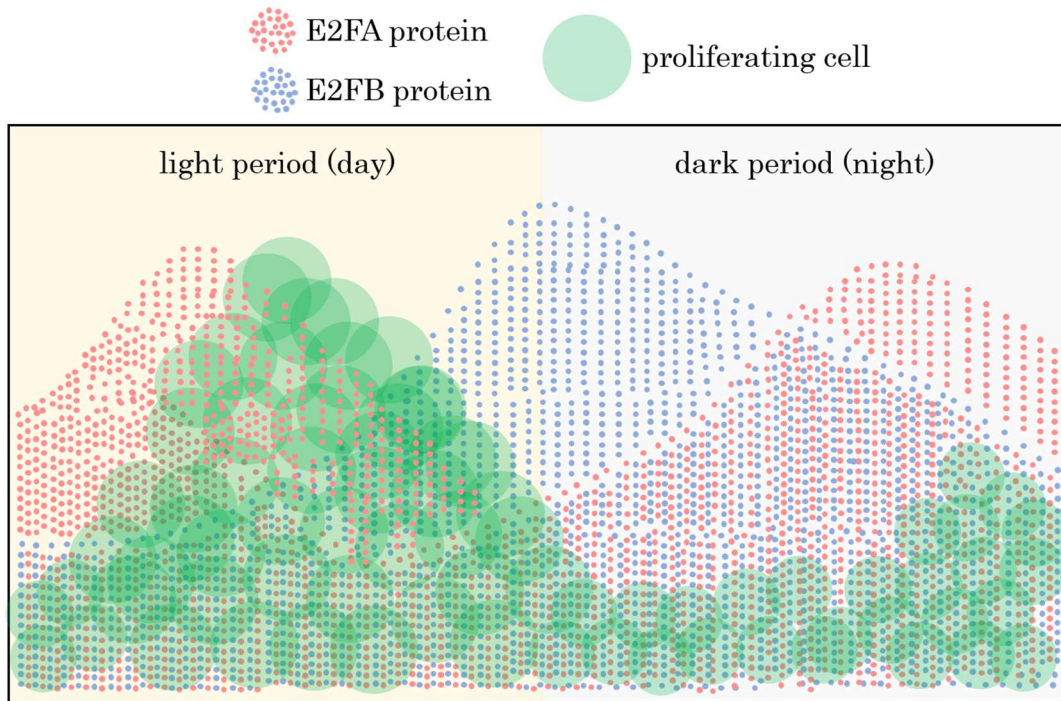 E2FA protein
E2FB protein
proliferating cell
light period (day)
dark period (night)